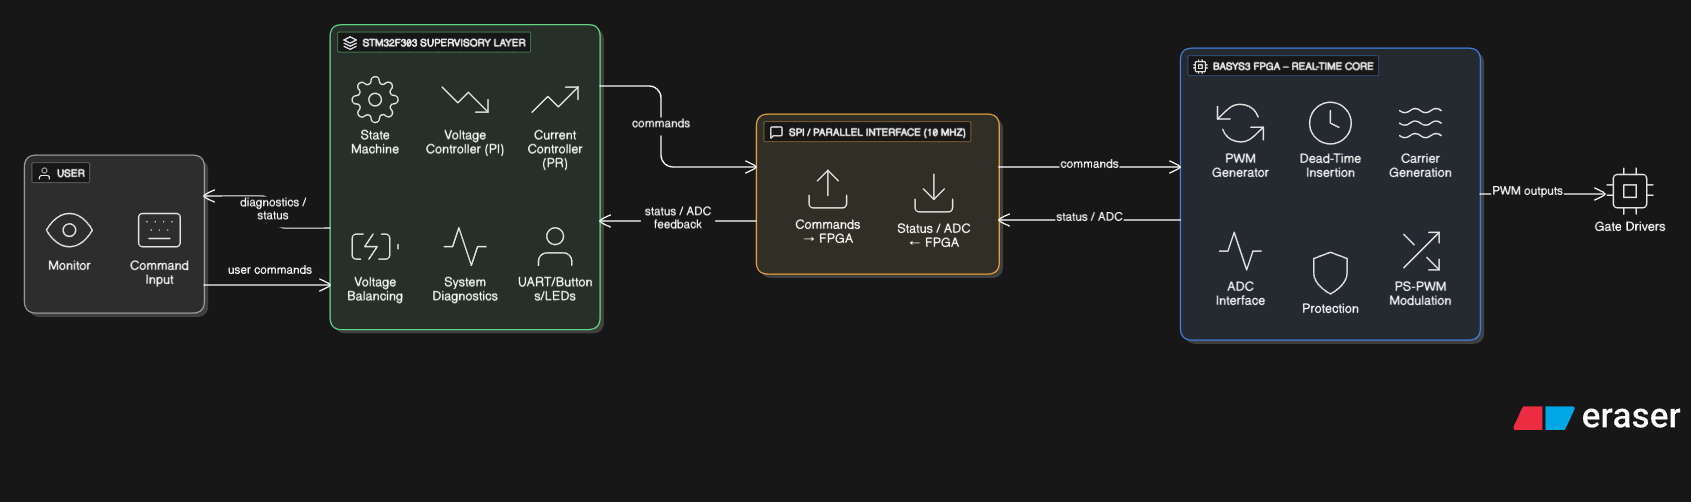 USER
Monitor
Command
Input
diagnostics /
status
user commands
STM32F303 SUPERVISORY LAYER
State
Machine
Voltage
Controller (PI)
Current
Controller
(PR)
Voltage
Balancing
System
Diagnostics
UART/Button
s/LEDs
commands
status / ADC
feedback
SPI / PARALLEL INTERFACE (10 MHZ)
Commands
→ FPGA
Status / ADC
← FPGA
commands
status / ADC
BASYS3 FPGA – REAL-TIME CORE
PWM
Generator
Dead-Time
Insertion
Carrier
Generation
ADC
Interface
Protection
PS-PWM
Modulation
PWM outputs
Gate Drivers
eraser